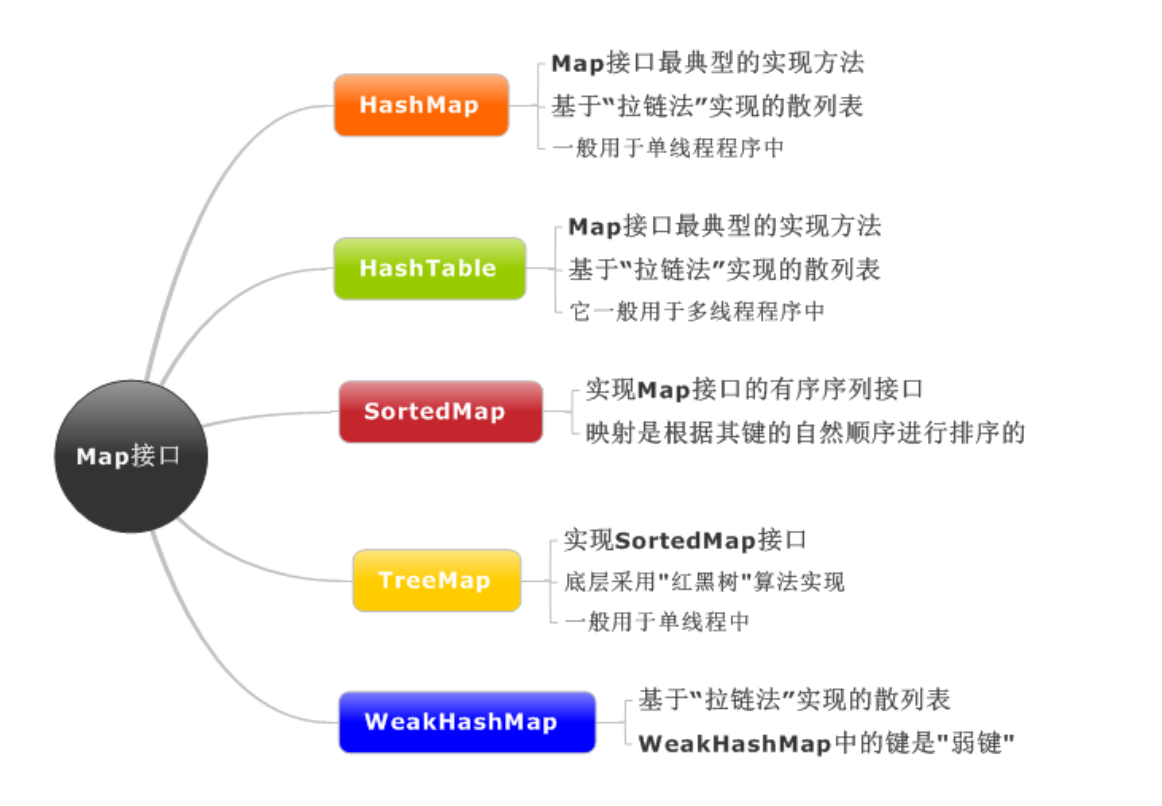 HashMap
Map接口最典型的实现方法
基于“拉链法”实现的散列表
一般用于单线程程序中
HashTable
Map接口最典型的实现方法
基于“拉链法”实现的散列表
它一般用于多线程程序中
SortedMap
实现Map接口的有序序列接口
映射是根据其键的自然顺序进行排序的
Map接口
TreeMap
实现SortedMap接口
底层采用"红黑树"算法实现
一般用于单线程中
WeakHashMap
基于“拉链法”实现的散列表
WeakHashMap中的键是"弱键"